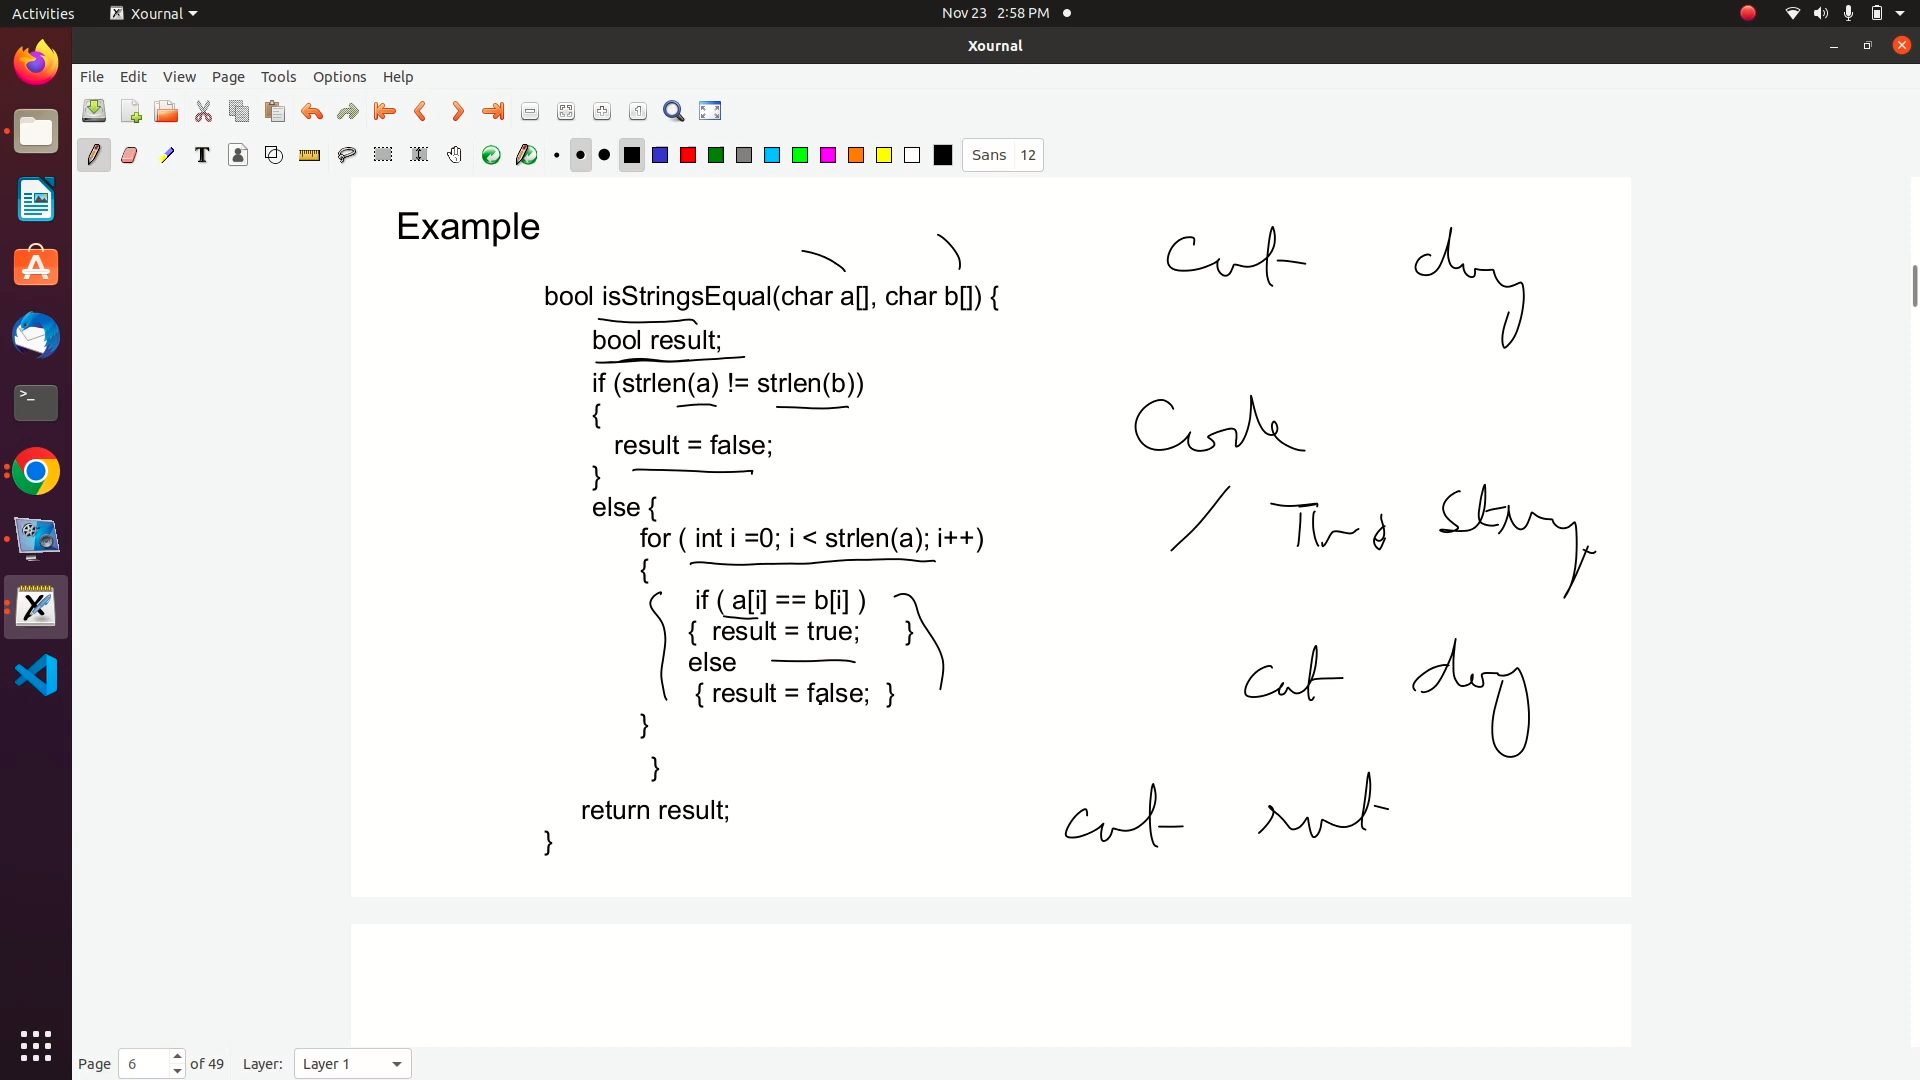 Activities Xournal Nov 23 2:58 PM
Xournal
File Edit View Page Tools Options Help
T Sans 12
Example
cat dog
bool isStringsEqual(char a[], char b[]) {
bool result;
if (strlen(a) != strlen(b))
{
Code
result = false;
}
else {
This String
for ( int i =0; i < strlen(a); i++)
{
if ( a[i] == b[i] )
{ result = true; }
else
cat dog
{ result = false; }
}
}
return result;
cat rat
}
Page 6 of 49 Layer: Layer 1